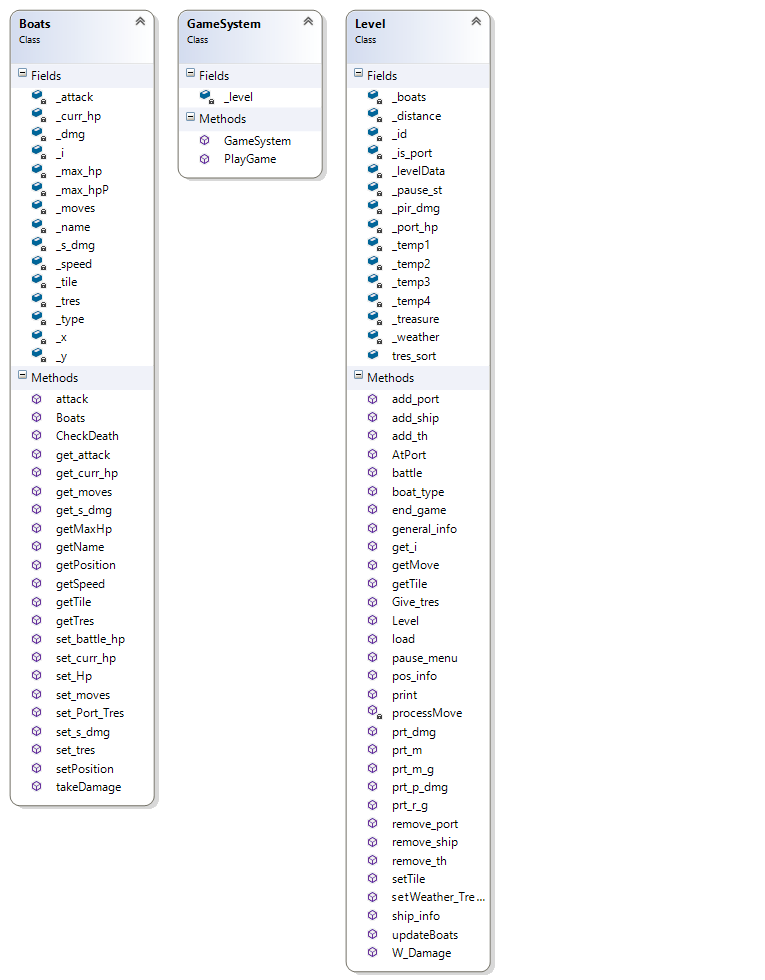 Boats
Class
Fields
_attack
_curr_hp
_dmg
_i
_max_hp
_max_hpP
_moves
_name
_s_dmg
_speed
_tile
_tres
_type
_x
_y
Methods
attack
Boats
CheckDeath
get_attack
get_curr_hp
get_moves
get_s_dmg
getMaxHp
getName
getPosition
getSpeed
getTile
getTres
set_battle_hp
set_curr_hp
set_Hp
set_moves
set_Port_Tres
set_s_dmg
set_tres
setPosition
takeDamage
GameSystem
Class
Fields
_level
Methods
GameSystem
PlayGame
Level
Class
Fields
_boats
_distance
_id
_is_port
_levelData
_pause_st
_pir_dmg
_port_hp
_temp1
_temp2
_temp3
_temp4
_treasure
_weather
tres_sort
Methods
add_port
add_ship
add_th
AtPort
battle
boat_type
end_game
general_info
get_i
getMove
getTile
Give_tres
Level
load
pause_menu
pos_info
print
processMove
prt_dmg
prt_m
prt_m_g
prt_p_dmg
prt_r_g
remove_port
remove_ship
remove_th
setTile
setWeather_Tre...
ship_info
updateBoats
W_Damage